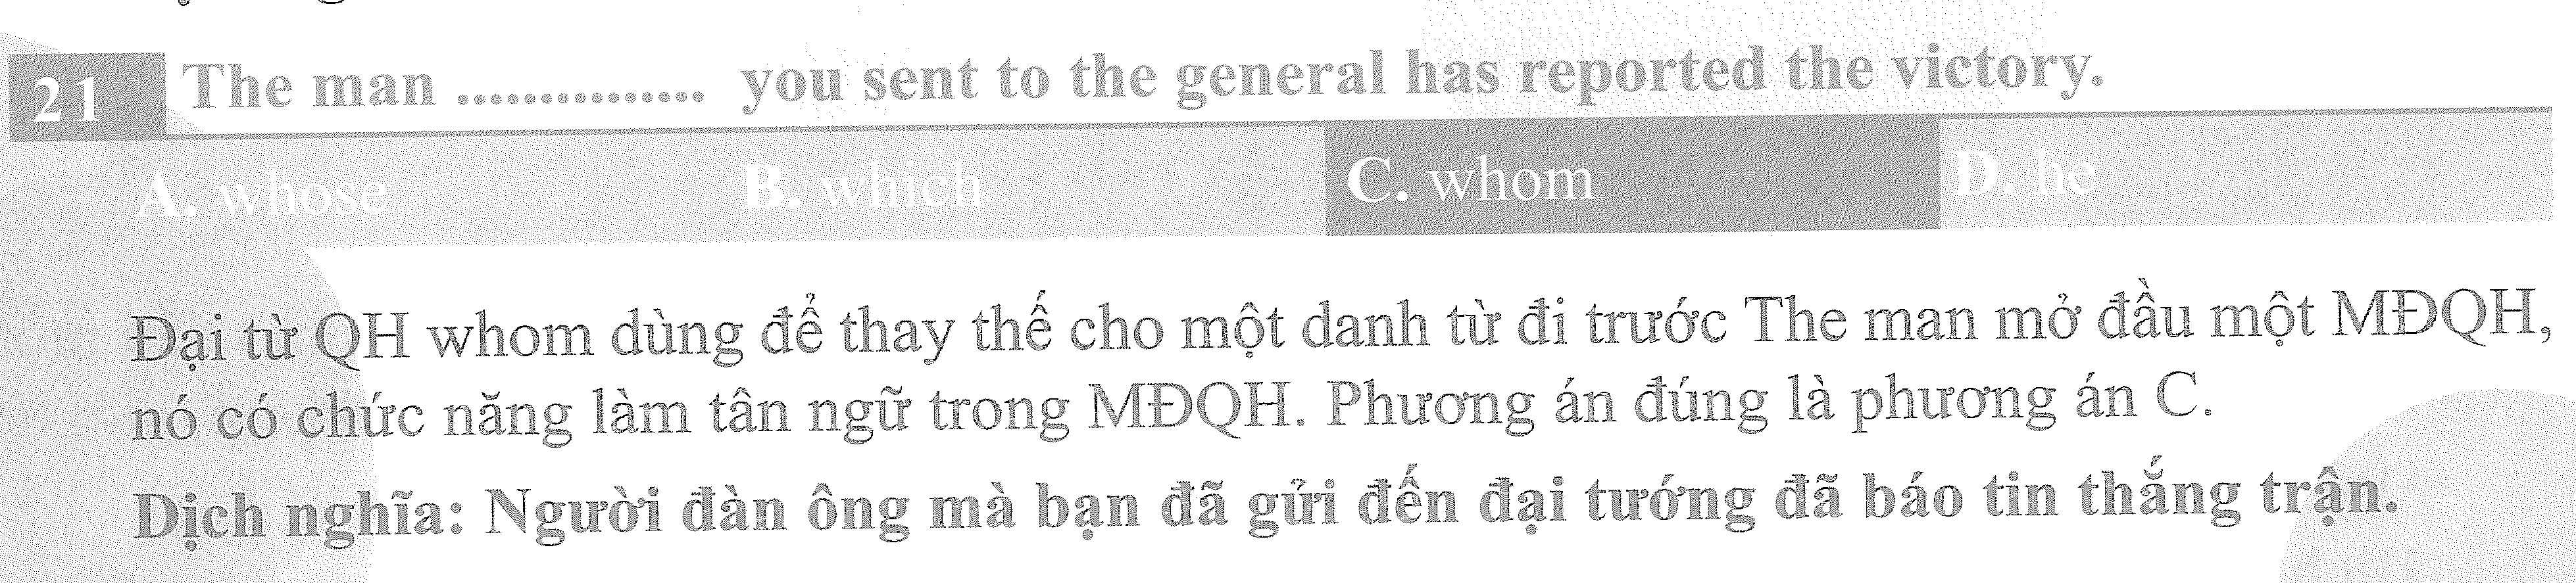 21 The man .............. you sent to the general has reported the victory.
A. whose B. which C. whom D. he
Đại từ QH whom dùng để thay thế cho một danh từ đi trước The man mở đầu một MĐQH,
nó có chức năng làm tân ngữ trong MĐQH. Phương án đúng là phương án C.
Dịch nghĩa: Người đàn ông mà bạn đã gửi đến đại tướng đã báo tin thắng trận.